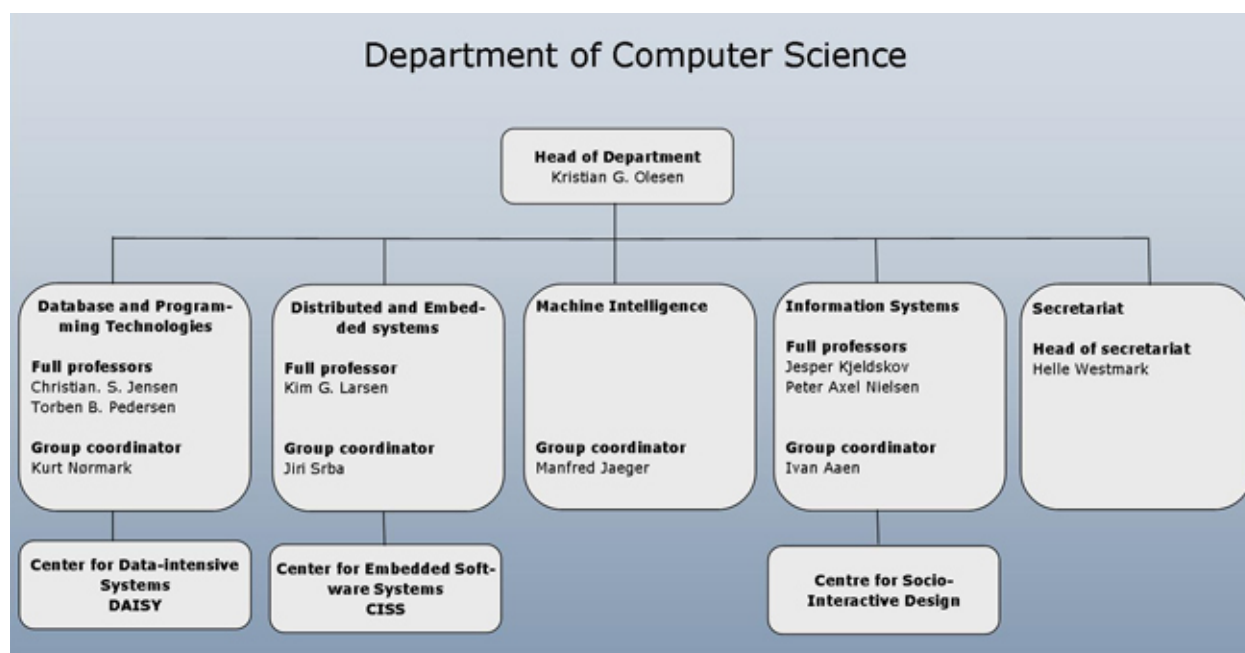 Department of Computer Science
Head of Department
Kristian G. Olesen
Database and Program-
ming Technologies
Full professors
Christian. S. Jensen
Torben B. Pedersen
Group coordinator
Kurt Nørmark
Distributed and Embed-
ded systems
Full professor
Kim G. Larsen
Group coordinator
Jiri Srba
Machine Intelligence
Group coordinator
Manfred Jaeger
Information Systems
Full professors
Jesper Kjeldskov
Peter Axel Nielsen
Group coordinator
Ivan Aaen
Secretariat
Head of secretariat
Helle Westmark
Center for Data-intensive
Systems
DAISY
Center for Embedded Soft-
ware Systems
CISS
Centre for Socio-
Interactive Design